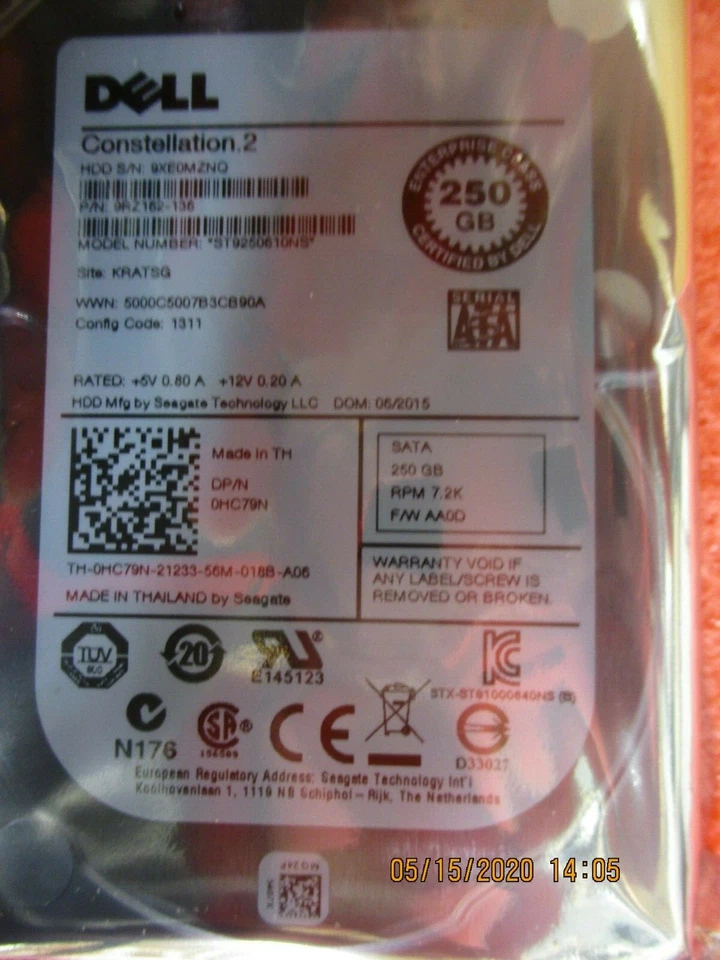 DELL
Constellation.2
HDD S/N: 9XE0MZNQ
P/N: 9RZ162-136
MODEL NUMBER: "ST9250610NS"
ENTERPRISE CLASS
250
GB
CERTIFIED BY DELL
Site: KRATSG
SERIAL
ATA
WWN: 5000C5007B3CB90A
Config Code: 1311
RATED: +5V 0.80 A +12V 0.20 A
HDD Mfg by Seagate Technology LLC DOM: 06/2015
Made in TH
DP/N
0HC79N
SATA
250 GB
RPM 7.2K
F/W AA0D
TH-0HC79N-21233-56M-018B-A06
MADE IN THAILAND by Seagate
WARRANTY VOID IF
ANY LABEL/SCREW IS
REMOVED OR BROKEN.
TUV
20
E145123
STX-ST91000640NS (B)
N176
CE
D33027
European Regulatory Address: Seagate Technology Int'l
Koolhovenlaan 1, 1119 NB Schiphol-Rijk, The Netherlands
05/15/2020 14:05